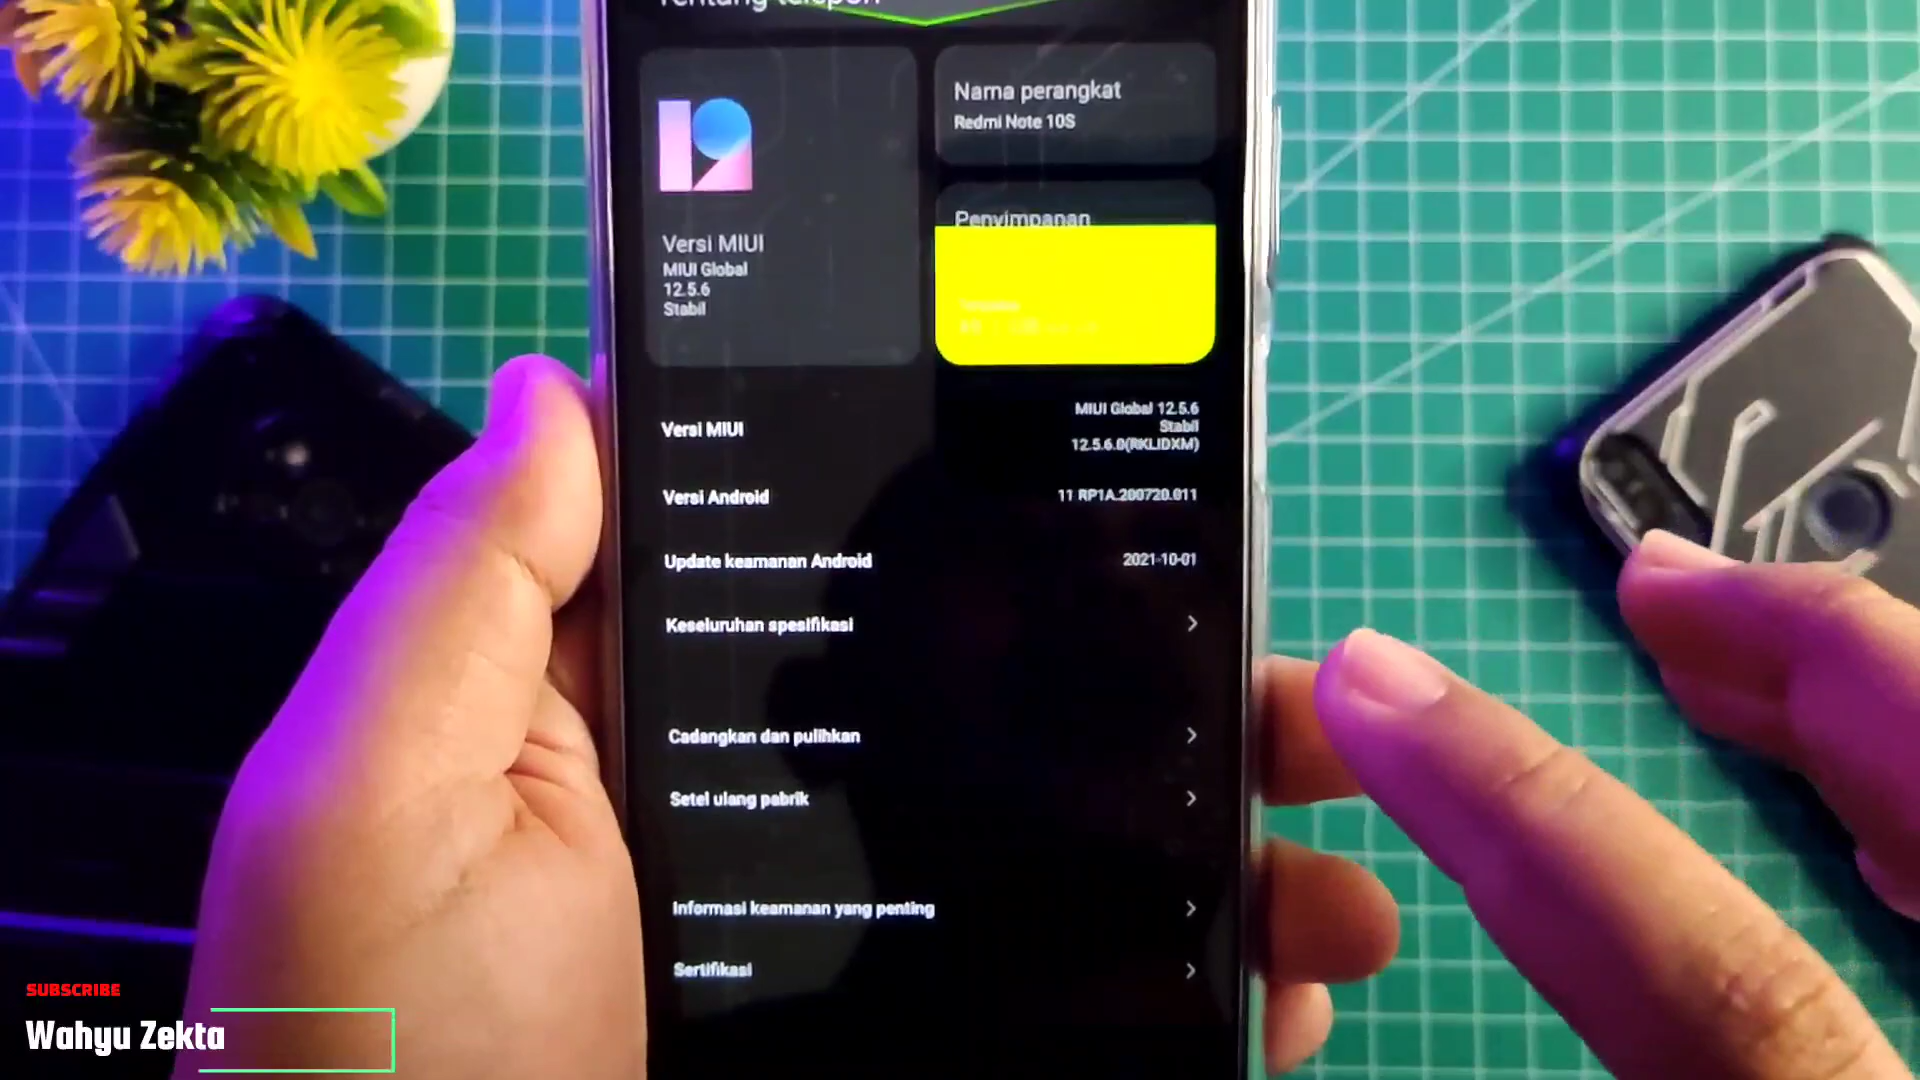 Tentang telepon
Nama perangkat
Redmi Note 10S
Versi MIUI
MIUI Global
12.5.6
Stabil
Penyimpanan
Versi MIUI
MIUI Global 12.5.6
Stabil
12.5.6.0(RKLIDXM)
Versi Android
11 RP1A.200720.011
Update keamanan Android
2021-10-01
Keseluruhan spesifikasi
Cadangkan dan pulihkan
Setel ulang pabrik
Informasi keamanan yang penting
Sertifikasi
SUBSCRIBE
Wahyu Zekta